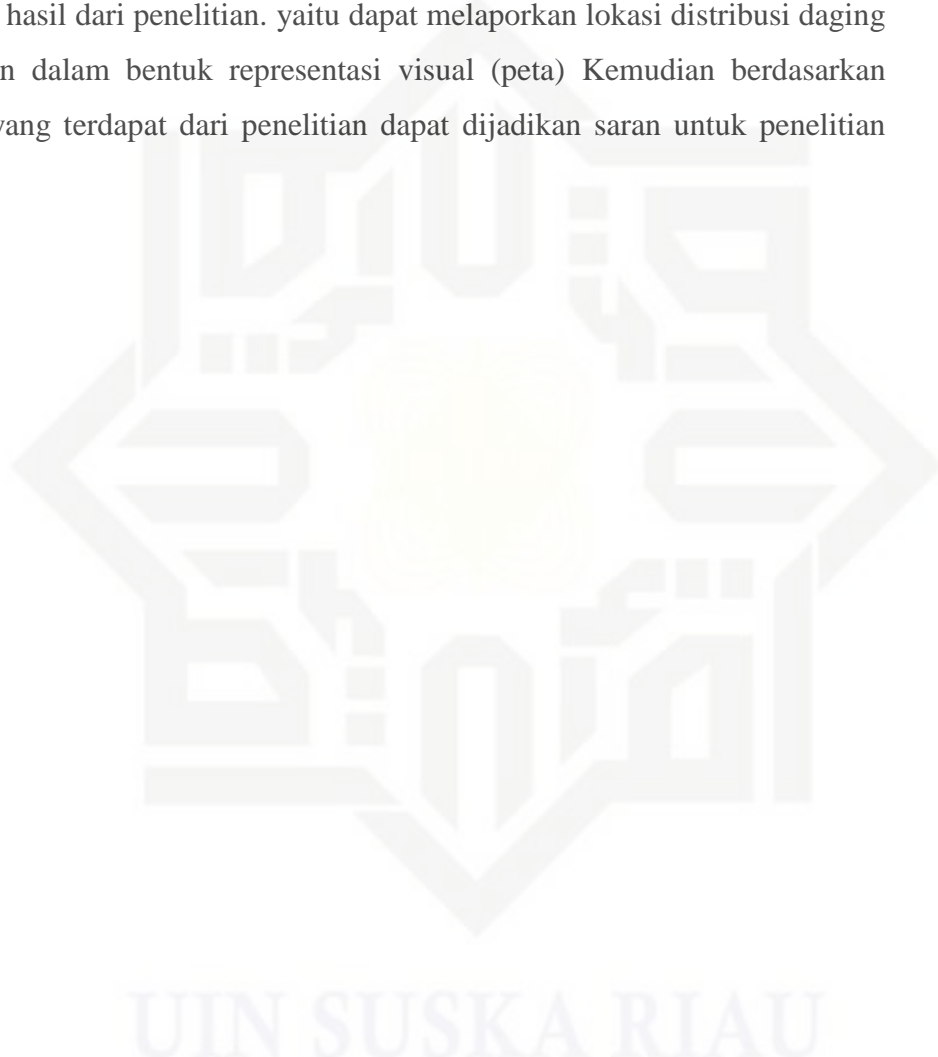 hasil dari penelitian. yaitu dapat melaporkan lokasi distribusi daging
dalam bentuk representasi visual (peta) Kemudian berdasarkan
yang terdapat dari penelitian dapat dijadikan saran untuk penelitian
UIN SUSKA RIAU